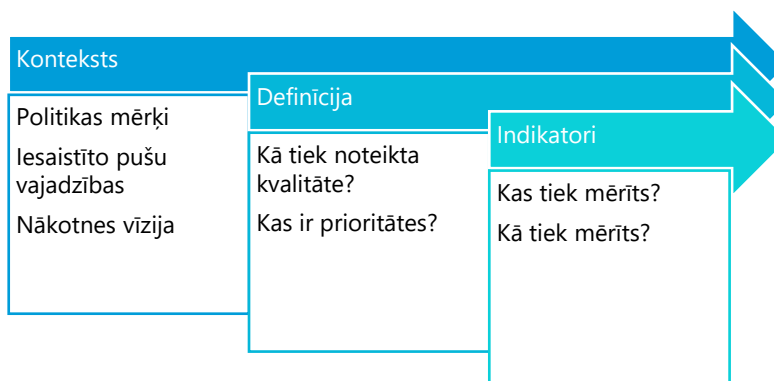 Konteksts
Politikas mērķi
Iesaistīto pušu
vajadzības
Nākotnes vīzija
Definīcija
Kā tiek noteikta
kvalitāte?
Kas ir prioritātes?
Indikatori
Kas tiek mērīts?
Kā tiek mērīts?